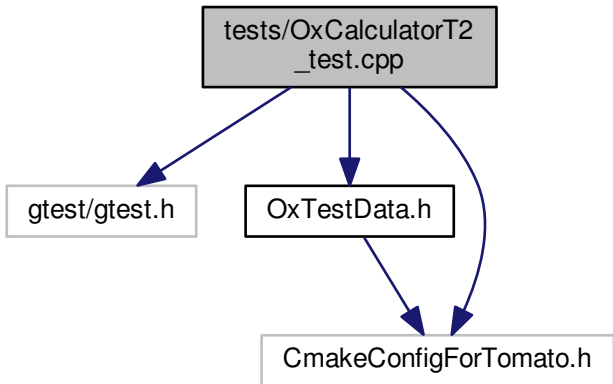 tests/OxCalculatorT2
_test.cpp
gtest/gtest.h
OxTestData.h
CmakeConfigForTomato.h